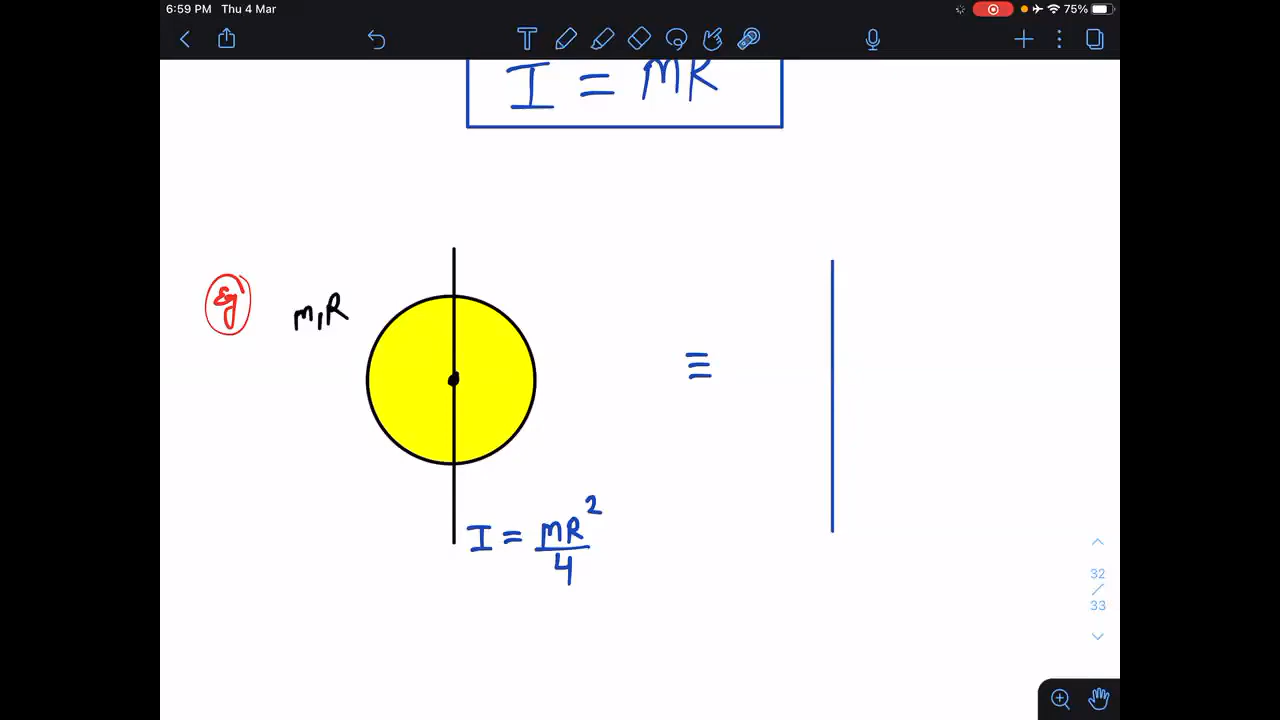 6:59 PM Thu 4 Mar
75%
T
I = MR
Eg
M,R
≡
I = MR²/4
32
/
33